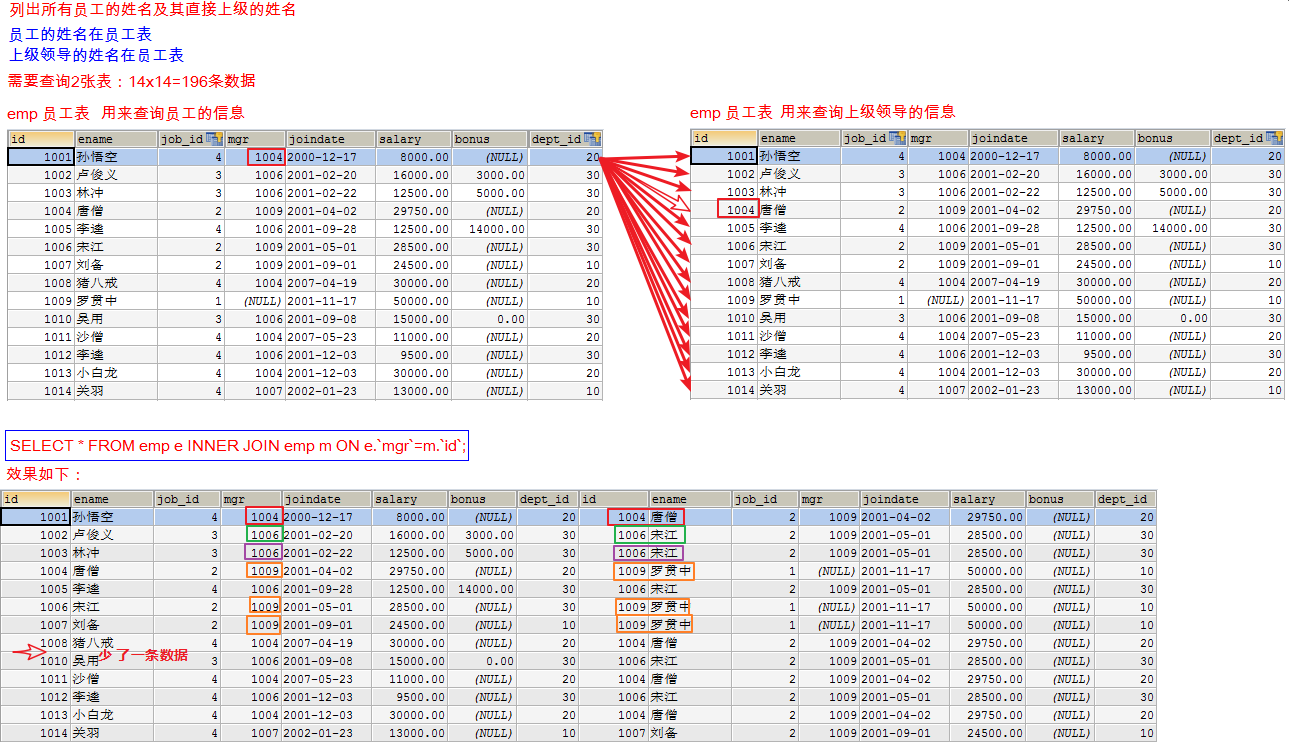 列出所有员工的姓名及其直接上级的姓名
员工的姓名在员工表
上级领导的姓名在员工表
需要查询2张表：14x14=196条数据
emp 员工表 用来查询员工的信息
id ename job_id mgr joindate salary bonus dept_id
1001 孙悟空 4 1004 2000-12-17 8000.00 (NULL) 20
1002 卢俊义 3 1006 2001-02-20 16000.00 3000.00 30
1003 林冲 3 1006 2001-02-22 12500.00 5000.00 30
1004 唐僧 2 1009 2001-04-02 29750.00 (NULL) 20
1005 李逵 4 1006 2001-09-28 12500.00 14000.00 30
1006 宋江 2 1009 2001-05-01 28500.00 (NULL) 30
1007 刘备 2 1009 2001-09-01 24500.00 (NULL) 10
1008 猪八戒 4 1004 2007-04-19 30000.00 (NULL) 20
1009 罗贯中 1 (NULL) 2001-11-17 50000.00 (NULL) 10
1010 吴用 3 1006 2001-09-08 15000.00 0.00 30
1011 沙僧 4 1004 2007-05-23 11000.00 (NULL) 20
1012 李逵 4 1006 2001-12-03 9500.00 (NULL) 30
1013 小白龙 4 1004 2001-12-03 30000.00 (NULL) 20
1014 关羽 4 1007 2002-01-23 13000.00 (NULL) 10
emp 员工表 用来查询上级领导的信息
id ename job_id mgr joindate salary bonus dept_id
1001 孙悟空 4 1004 2000-12-17 8000.00 (NULL) 20
1002 卢俊义 3 1006 2001-02-20 16000.00 3000.00 30
1003 林冲 3 1006 2001-02-22 12500.00 5000.00 30
1004 唐僧 2 1009 2001-04-02 29750.00 (NULL) 20
1005 李逵 4 1006 2001-09-28 12500.00 14000.00 30
1006 宋江 2 1009 2001-05-01 28500.00 (NULL) 30
1007 刘备 2 1009 2001-09-01 24500.00 (NULL) 10
1008 猪八戒 4 1004 2007-04-19 30000.00 (NULL) 20
1009 罗贯中 1 (NULL) 2001-11-17 50000.00 (NULL) 10
1010 吴用 3 1006 2001-09-08 15000.00 0.00 30
1011 沙僧 4 1004 2007-05-23 11000.00 (NULL) 20
1012 李逵 4 1006 2001-12-03 9500.00 (NULL) 30
1013 小白龙 4 1004 2001-12-03 30000.00 (NULL) 20
1014 关羽 4 1007 2002-01-23 13000.00 (NULL) 10
SELECT * FROM emp e INNER JOIN emp m ON e.`mgr`=m.`id`;
效果如下：
id ename job_id mgr joindate salary bonus dept_id id ename job_id mgr joindate salary bonus dept_id
1001 孙悟空 4 1004 2000-12-17 8000.00 (NULL) 20 1004 唐僧 2 1009 2001-04-02 29750.00 (NULL) 20
1002 卢俊义 3 1006 2001-02-20 16000.00 3000.00 30 1006 宋江 2 1009 2001-05-01 28500.00 (NULL) 30
1003 林冲 3 1006 2001-02-22 12500.00 5000.00 30 1006 宋江 2 1009 2001-05-01 28500.00 (NULL) 30
1004 唐僧 2 1009 2001-04-02 29750.00 (NULL) 20 1009 罗贯中 1 (NULL) 2001-11-17 50000.00 (NULL) 10
1005 李逵 4 1006 2001-09-28 12500.00 14000.00 30 1006 宋江 2 1009 2001-05-01 28500.00 (NULL) 30
1006 宋江 2 1009 2001-05-01 28500.00 (NULL) 30 1009 罗贯中 1 (NULL) 2001-11-17 50000.00 (NULL) 10
1007 刘备 2 1009 2001-09-01 24500.00 (NULL) 10 1009 罗贯中 1 (NULL) 2001-11-17 50000.00 (NULL) 10
1008 猪八戒 4 1004 2007-04-19 30000.00 (NULL) 20 1004 唐僧 2 1009 2001-04-02 29750.00 (NULL) 20
少了一条数据
1010 吴用 3 1006 2001-09-08 15000.00 0.00 30 1006 宋江 2 1009 2001-05-01 28500.00 (NULL) 30
1011 沙僧 4 1004 2007-05-23 11000.00 (NULL) 20 1004 唐僧 2 1009 2001-04-02 29750.00 (NULL) 20
1012 李逵 4 1006 2001-12-03 9500.00 (NULL) 30 1006 宋江 2 1009 2001-05-01 28500.00 (NULL) 30
1013 小白龙 4 1004 2001-12-03 30000.00 (NULL) 20 1004 唐僧 2 1009 2001-04-02 29750.00 (NULL) 20
1014 关羽 4 1007 2002-01-23 13000.00 (NULL) 10 1007 刘备 2 1009 2001-09-01 24500.00 (NULL) 10